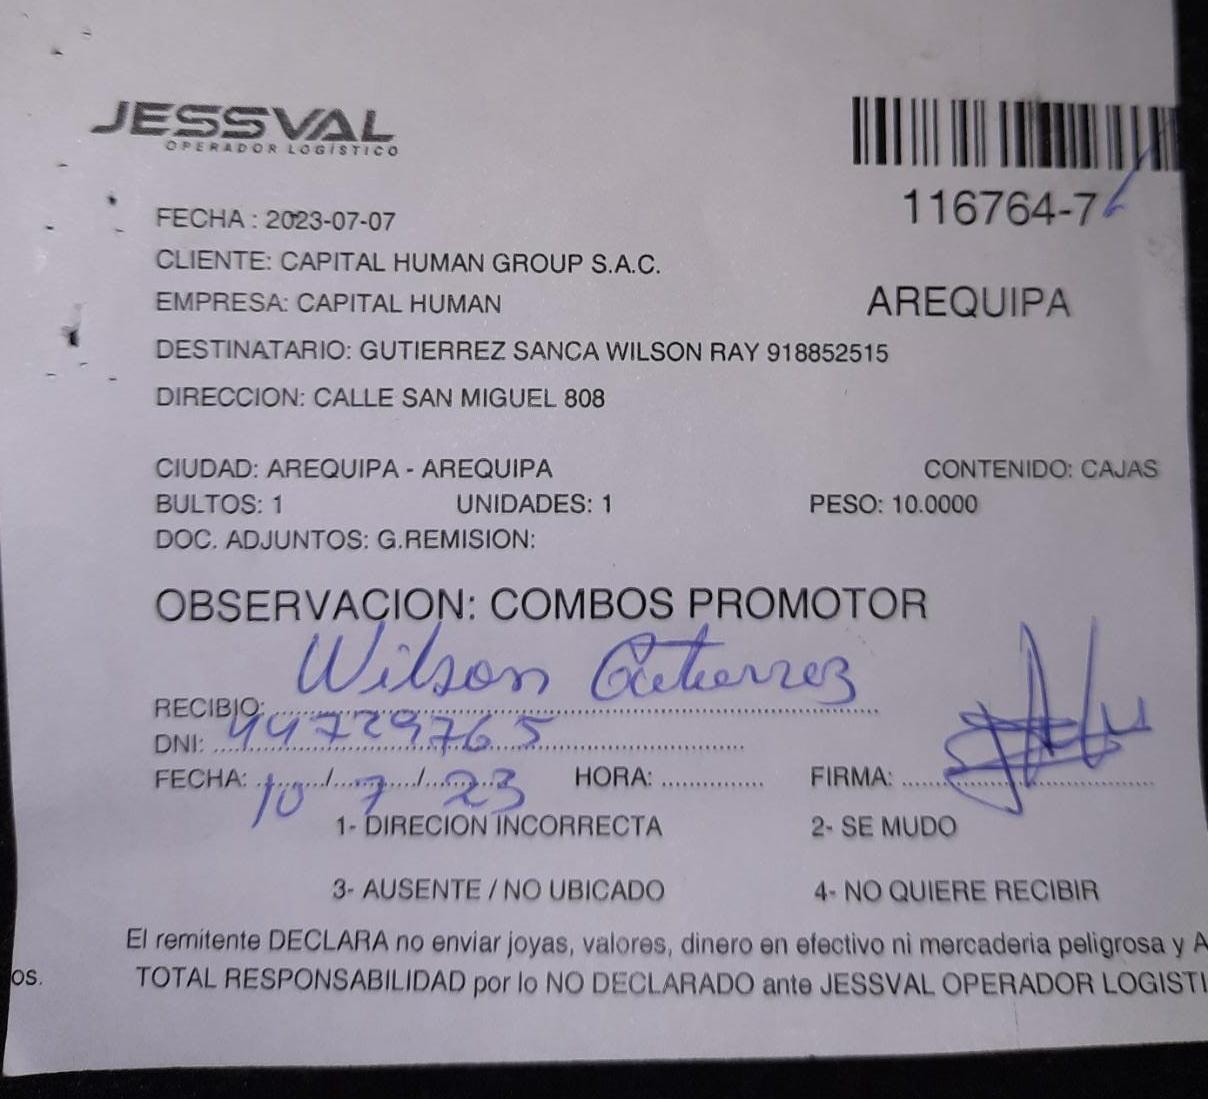 JESSVAL
OPERADOR LOGÍSTICO
116764-7
FECHA : 2023-07-07
CLIENTE: CAPITAL HUMAN GROUP S.A.C.
EMPRESA: CAPITAL HUMAN
AREQUIPA
DESTINATARIO: GUTIERREZ SANCA WILSON RAY 918852515
DIRECCION: CALLE SAN MIGUEL 808
CIUDAD: AREQUIPA - AREQUIPA CONTENIDO: CAJAS
BULTOS: 1 UNIDADES: 1 PESO: 10.0000
DOC. ADJUNTOS: G.REMISION:
OBSERVACION: COMBOS PROMOTOR
RECIBIO: Wilson Gutierrez
DNI: 44729765
FECHA: 10/7/23 HORA: FIRMA:
1- DIRECION INCORRECTA 2- SE MUDO
3- AUSENTE / NO UBICADO 4- NO QUIERE RECIBIR
El remitente DECLARA no enviar joyas, valores, dinero en efectivo ni mercaderia peligrosa y A
os. TOTAL RESPONSABILIDAD por lo NO DECLARADO ante JESSVAL OPERADOR LOGISTI